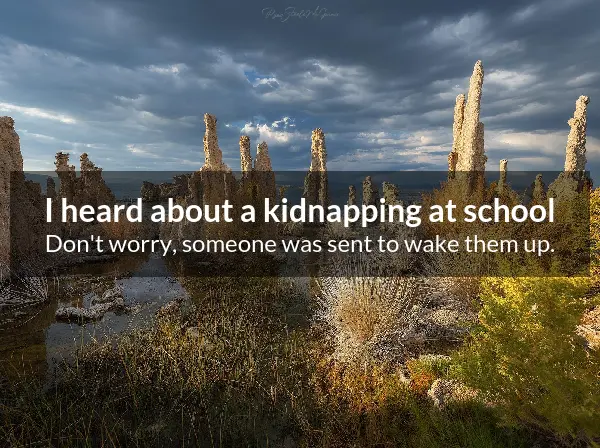 I heard about a kidnapping at school
Don't worry, someone was sent to wake them up.